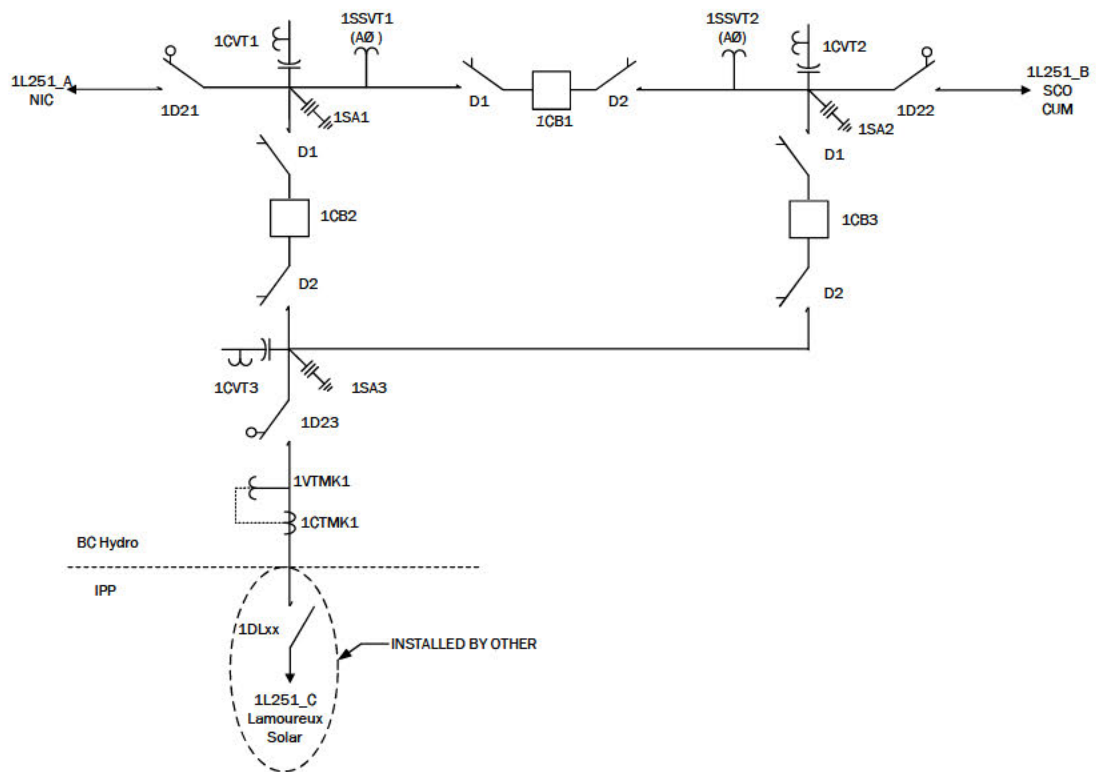 1SSVT1
(AØ )
1SSVT2
(AØ)
1CVT1
1CVT2
1L251_A
NIC
1L251_B
SCO
CUM
1D21
1SA1
D1
1CB1
D2
1SA2
1D22
D1
D1
1CB2
1CB3
D2
D2
1CVT3
1SA3
1D23
1VTMK1
1CTMK1
BC Hydro
IPP
1DLxx
INSTALLED BY OTHER
1L251_C
Lamoureux
Solar